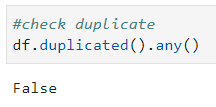 #check duplicate
df.duplicated().any()
False